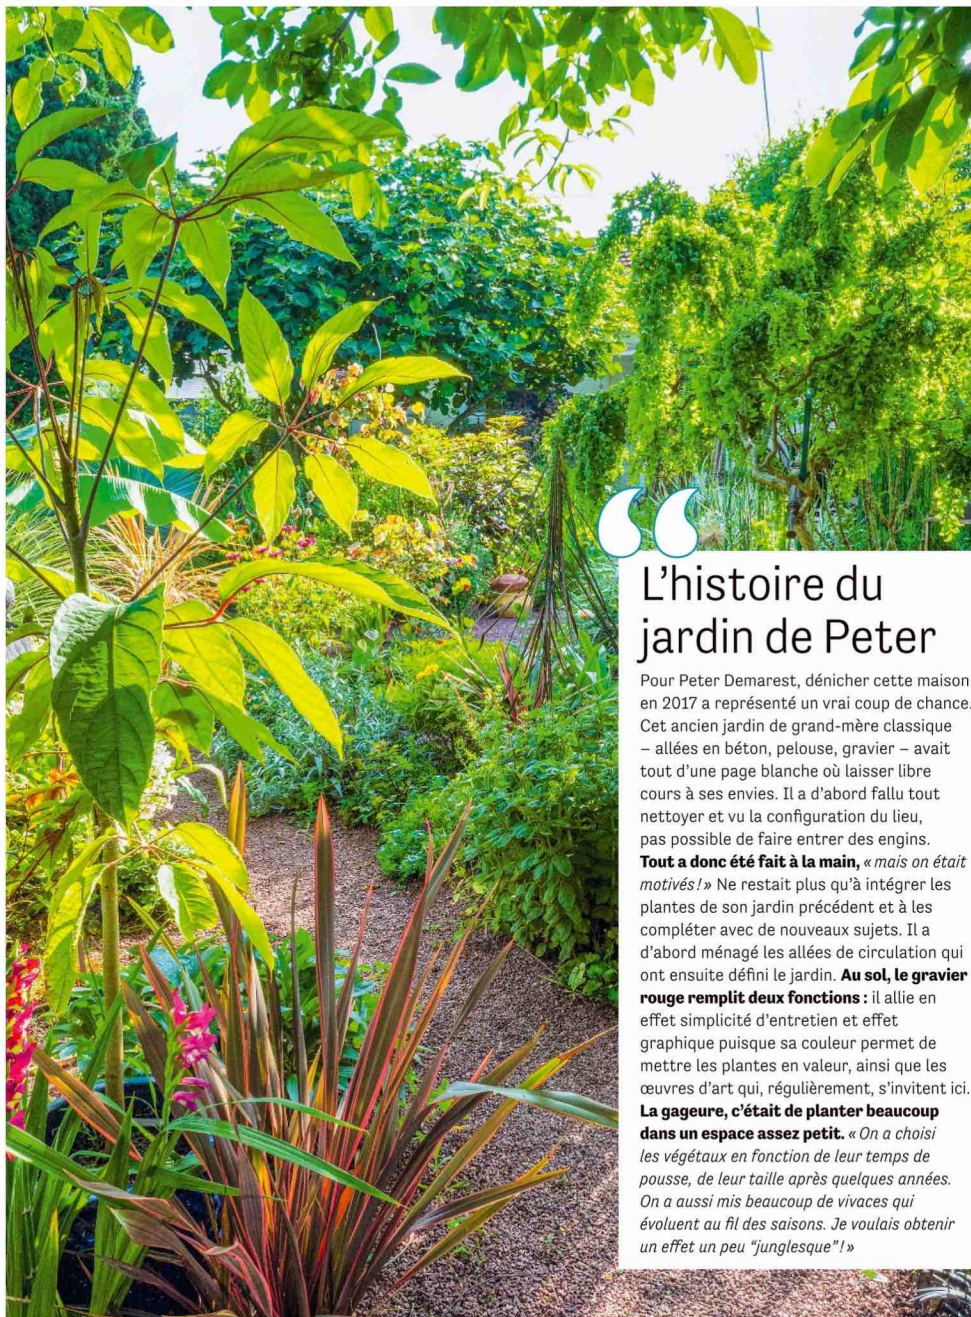 L’histoire du
jardin de Peter
Pour Peter Demarest, dénicher cette maison
en 2017 a représenté un vrai coup de chance.
Cet ancien jardin de grand-mère classique
– allées en béton, pelouse, gravier – avait
tout d’une page blanche où laisser libre
cours à ses envies. Il a d’abord fallu tout
nettoyer et vu la configuration du lieu,
pas possible de faire entrer des engins.
Tout a donc été fait à la main, « mais on était
motivés ! » Ne restait plus qu’à intégrer les
plantes de son jardin précédent et à les
compléter avec de nouveaux sujets. Il a
d’abord ménagé les allées de circulation qui
ont ensuite défini le jardin. Au sol, le gravier
rouge remplit deux fonctions : il allie en
effet simplicité d’entretien et effet
graphique puisque sa couleur permet de
mettre les plantes en valeur, ainsi que les
œuvres d’art qui, régulièrement, s’invitent ici.
La gageure, c’était de planter beaucoup
dans un espace assez petit. « On a choisi
les végétaux en fonction de leur temps de
pousse, de leur taille après quelques années.
On a aussi mis beaucoup de vivaces qui
évoluent au fil des saisons. Je voulais obtenir
un effet un peu “junglesque” ! »